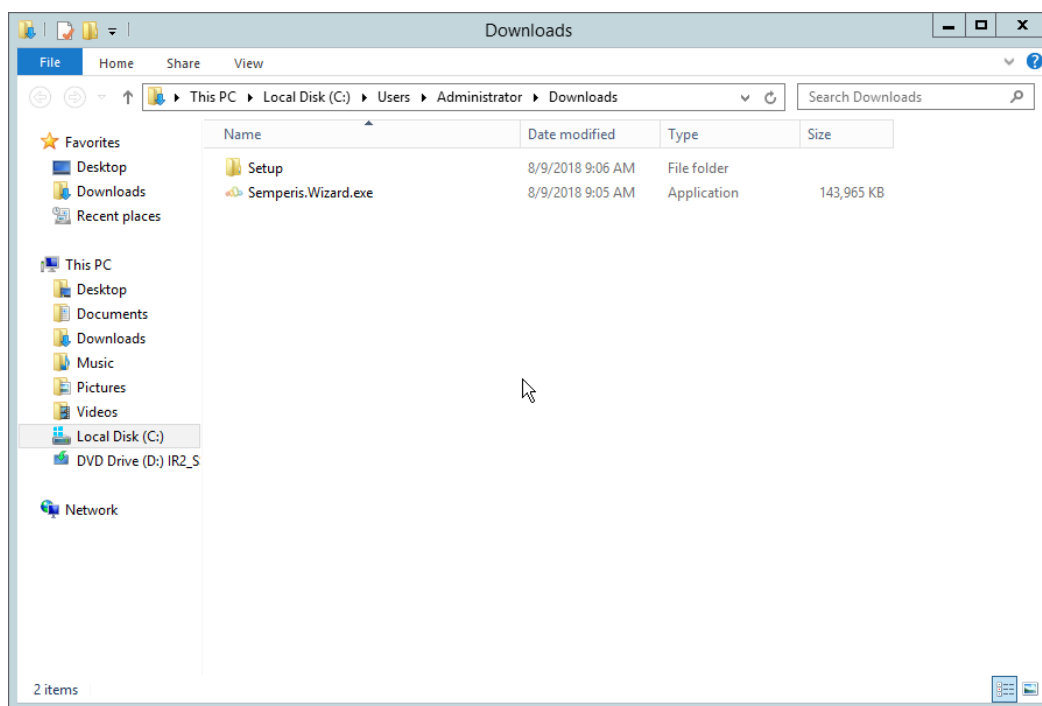 Downloads
File Home Share View
This PC Local Disk (C:) Users Administrator Downloads Search Downloads
Name Date modified Type Size
Setup 8/9/2018 9:06 AM File folder
Semperis.Wizard.exe 8/9/2018 9:05 AM Application 143,965 KB
Favorites
Desktop
Downloads
Recent places
This PC
Desktop
Documents
Downloads
Music
Pictures
Videos
Local Disk (C:)
DVD Drive (D:) IR2_S
Network
2 items